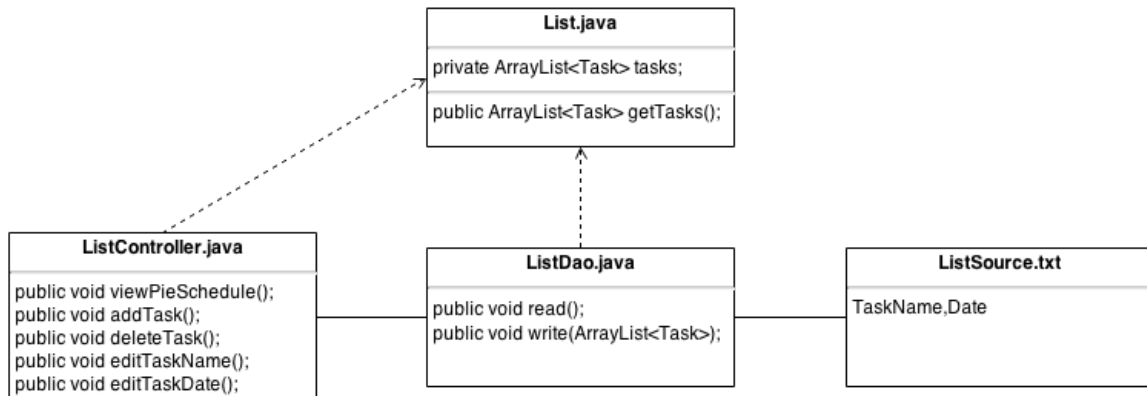 List.java
private ArrayList<Task> tasks;
public ArrayList<Task> getTasks();
ListController.java
public void viewPieSchedule();
public void addTask();
public void deleteTask();
public void editTaskName();
public void editTaskDate();
ListDao.java
public void read();
public void write(ArrayList<Task>);
ListSource.txt
TaskName,Date